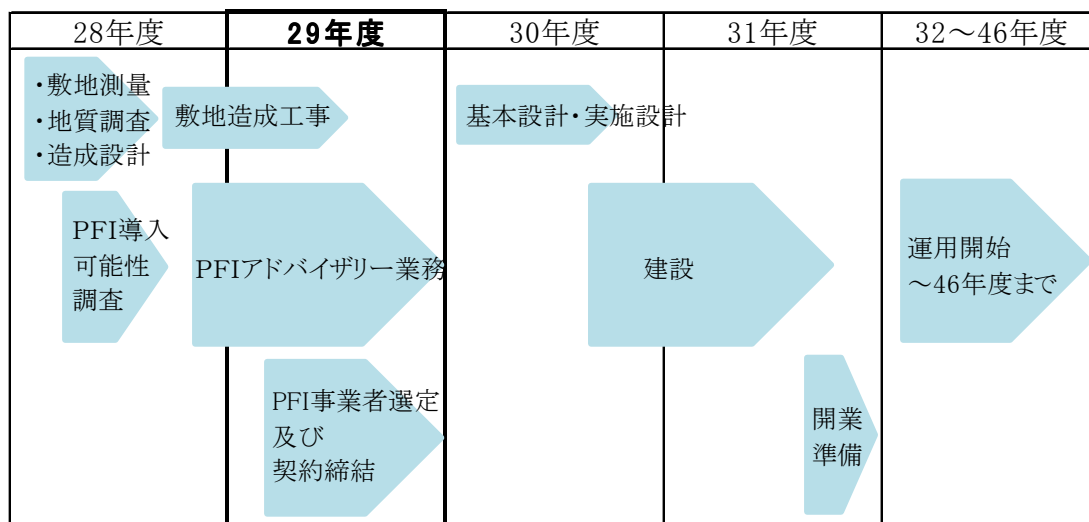 28年度
29年度
30年度
31年度
32～46年度
・敷地測量
・地質調査
・造成設計
敷地造成工事
基本設計・実施設計
PFI導入
可能性
調査
PFIアドバイザリー業務
建設
運用開始
～46年度まで
PFI事業者選定
及び
契約締結
開業
準備